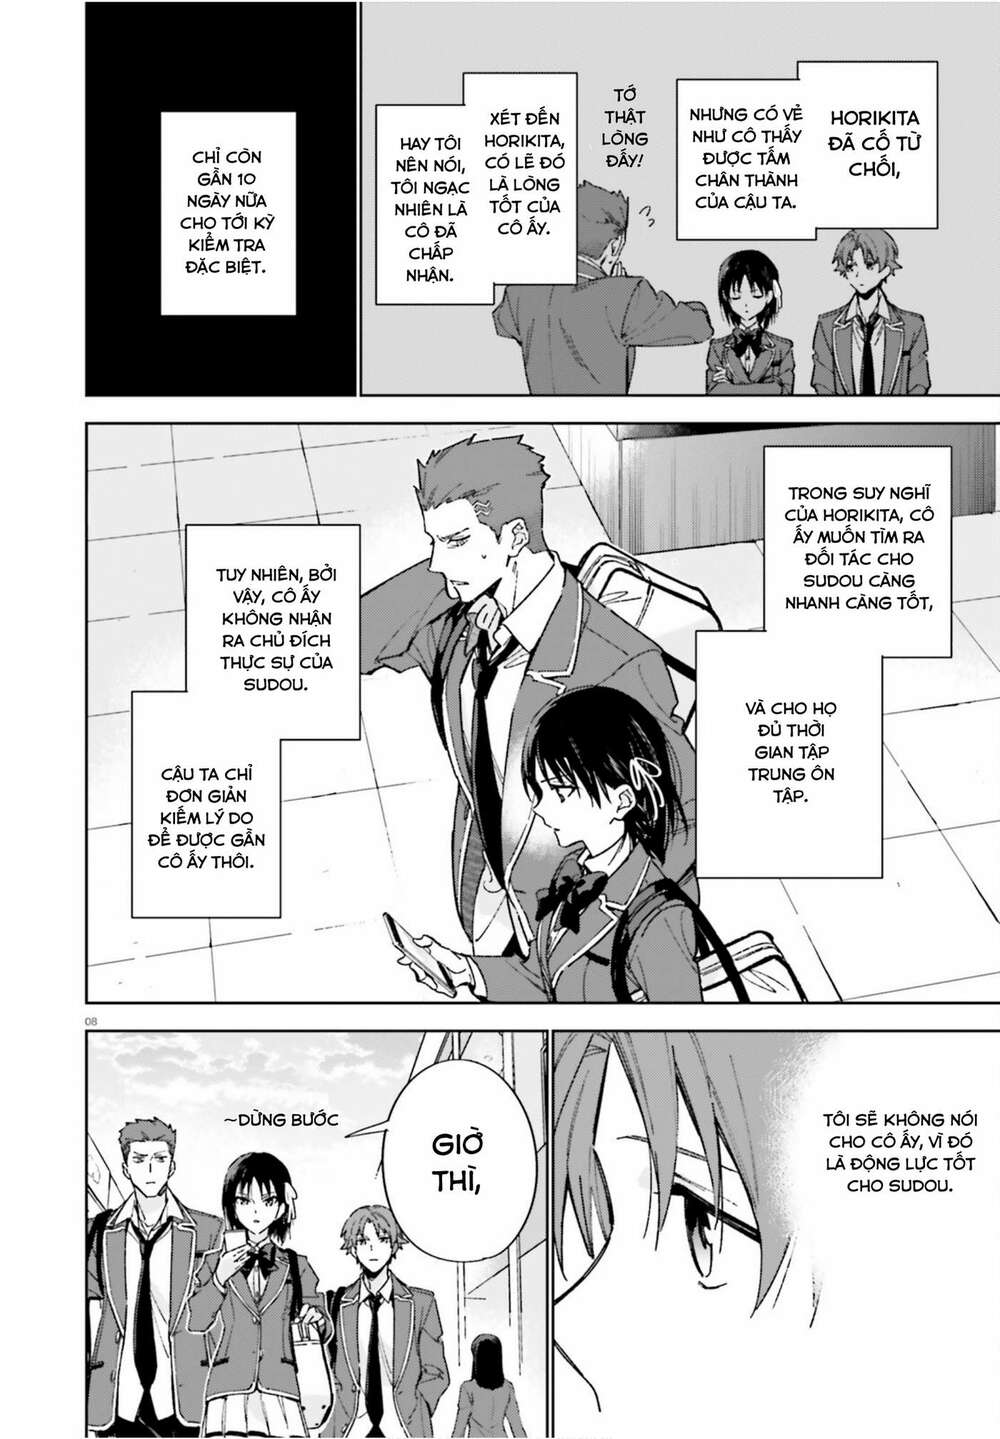 HORIKITA
ĐÃ CỐ TỪ
CHỐI,
NHƯNG CÓ VẺ
NHƯ CÔ THẤY
ĐƯỢC TẤM
CHÂN THÀNH
CỦA CẬU TA.
TỚ
THẬT
LÒNG
ĐẤY!
XÉT ĐẾN
HORIKITA,
CÓ LẼ ĐÓ
LÀ LÒNG
TỐT CỦA
CÔ ẤY.
HAY TÔI
NÊN NÓI,
TÔI NGẠC
NHIÊN LÀ
CÔ ĐÃ
CHẤP
NHẬN.
CHỈ CÒN
GẦN 10
NGÀY NỮA
CHO TỚI KỲ
KIỂM TRA
ĐẶC BIỆT.
TRONG SUY NGHĨ
CỦA HORIKITA, CÔ
ẤY MUỐN TÌM RA
ĐỐI TÁC CHO
SUDOU CÀNG
NHANH CÀNG TỐT,
VÀ CHO HỌ
ĐỦ THỜI
GIAN TẬP
TRUNG ÔN
TẬP.
TUY NHIÊN, BỞI
VẬY, CÔ ẤY
KHÔNG NHẬN
RA CHỦ ĐÍCH
THỰC SỰ CỦA
SUDOU.
CẬU TA CHỈ
ĐƠN GIẢN
KIẾM LÝ DO
ĐỂ ĐƯỢC GẦN
CÔ ẤY THÔI.
08
TÔI SẼ KHÔNG NÓI
CHO CÔ ẤY, VÌ ĐÓ
LÀ ĐỘNG LỰC TỐT
CHO SUDOU.
GIỜ
THÌ,
~DỪNG BƯỚC